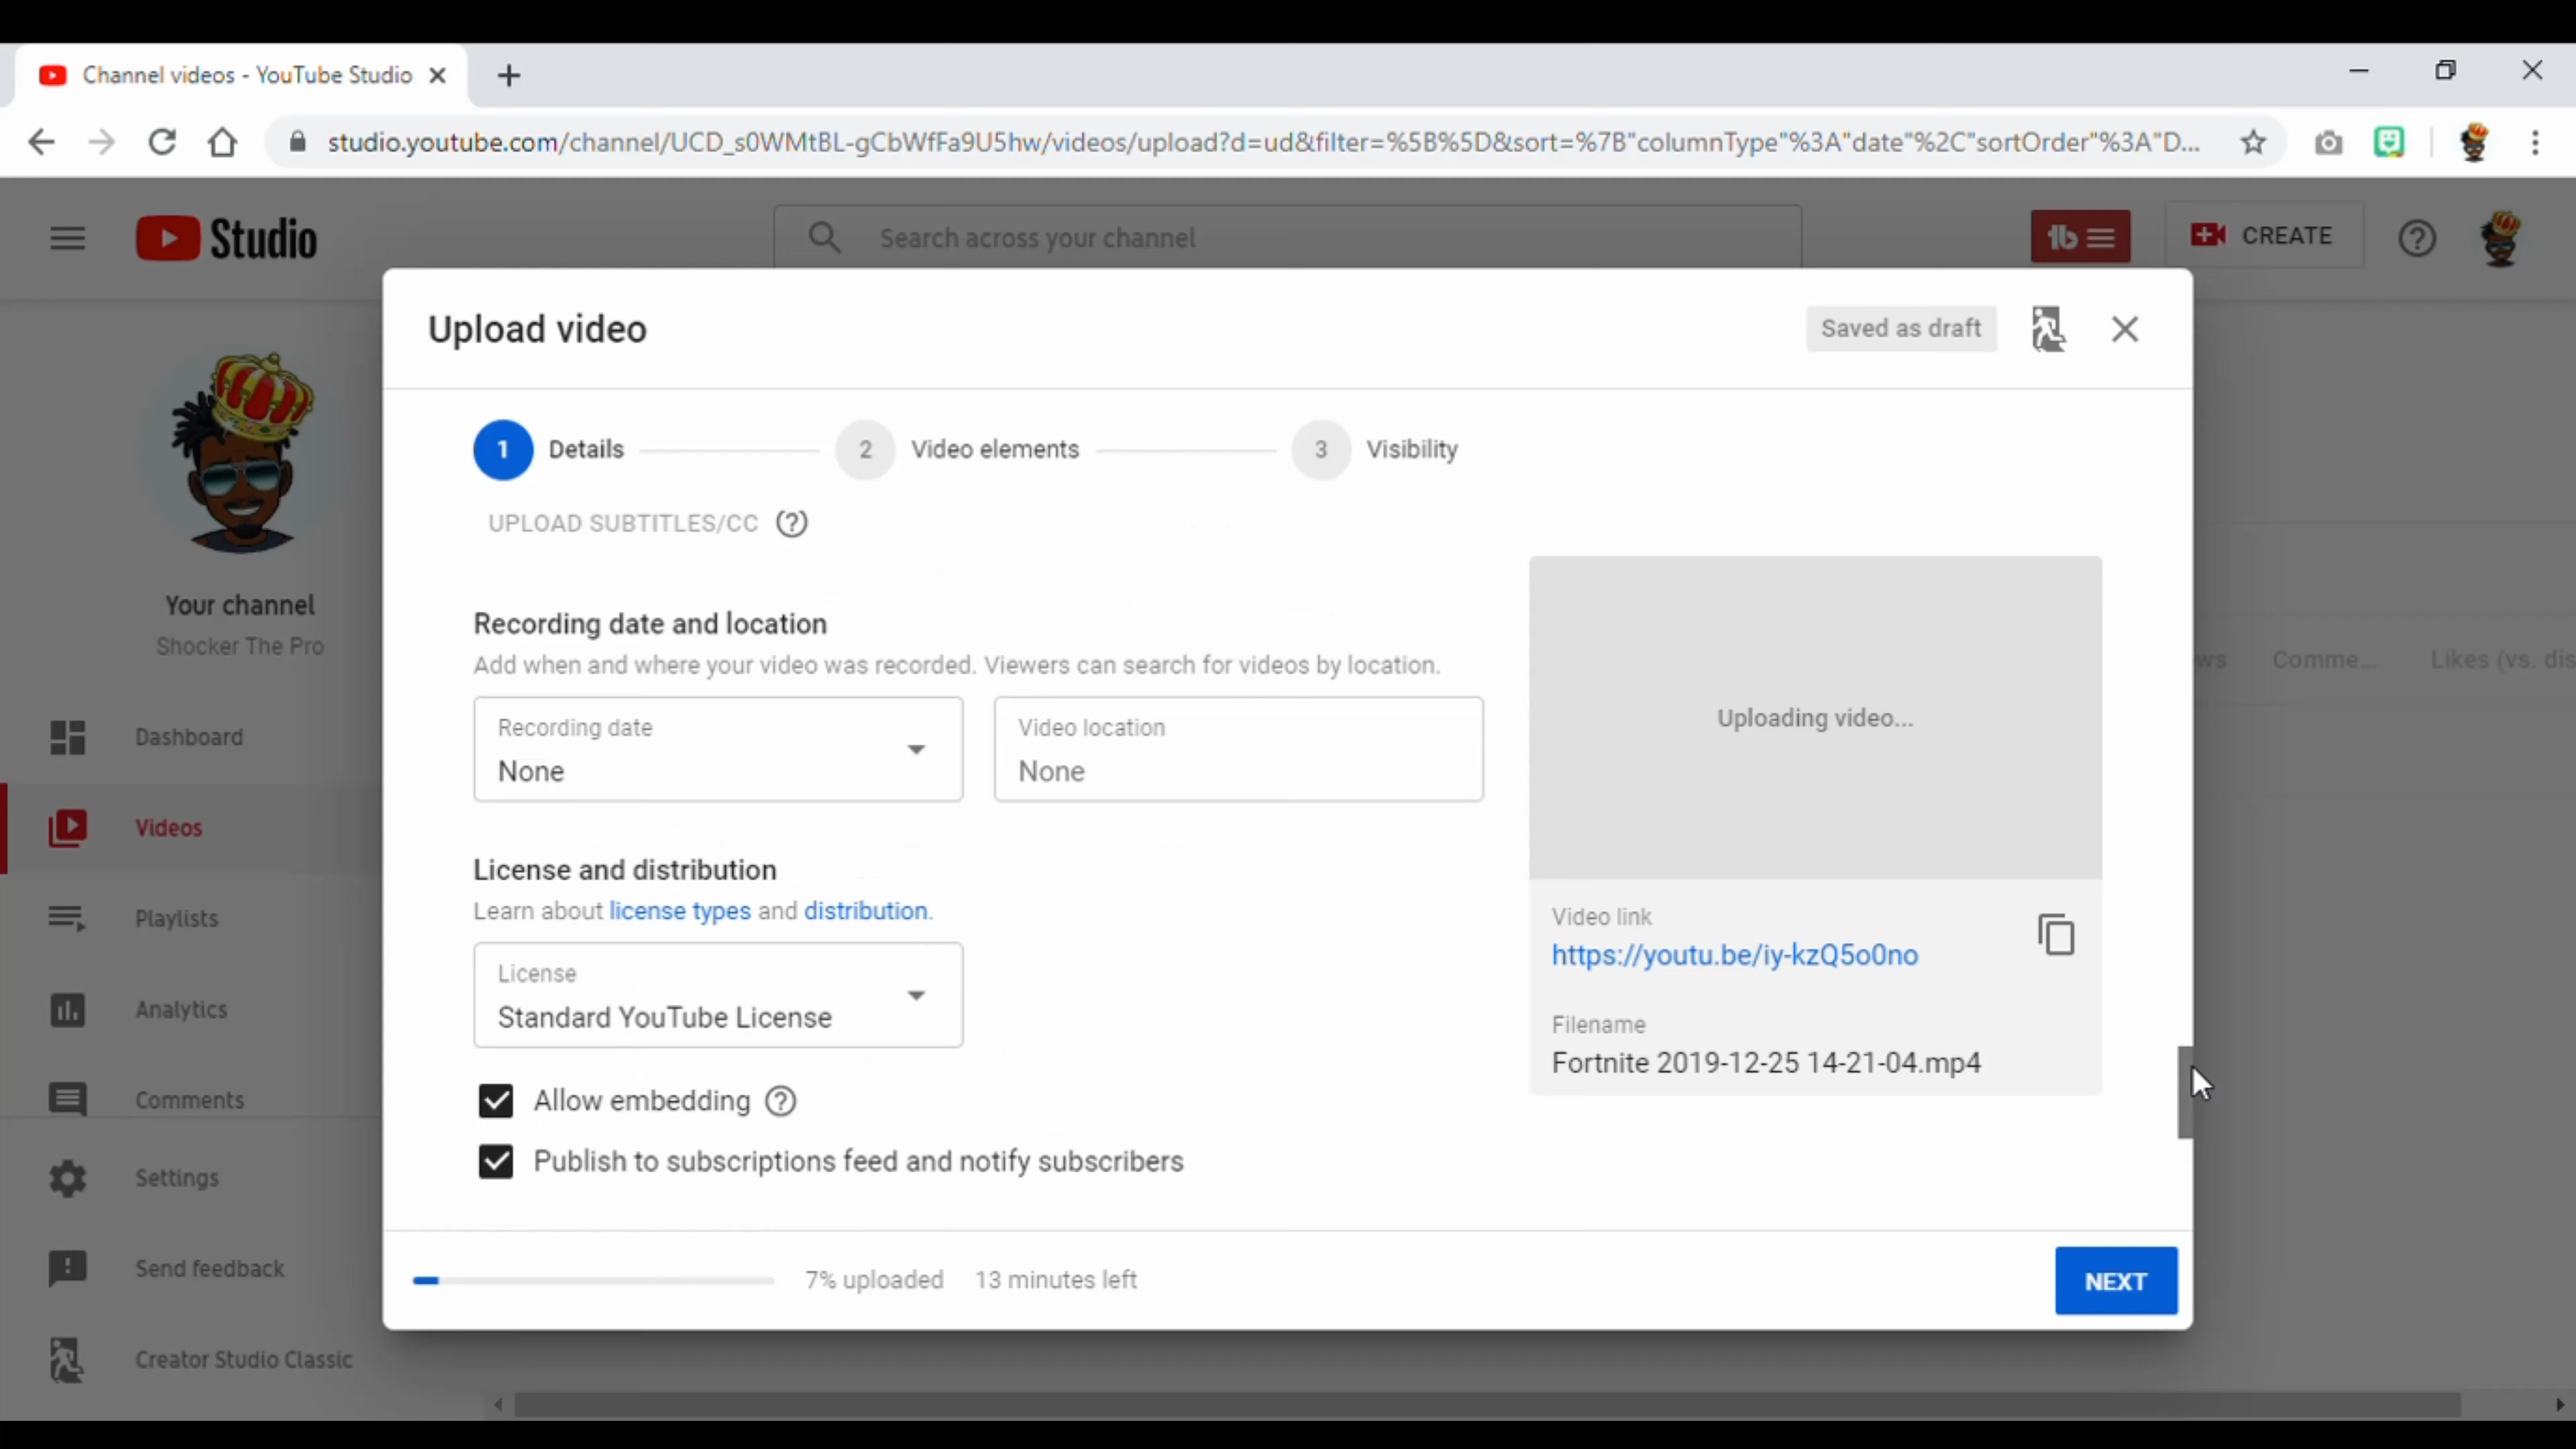 Channel videos - YouTube Studio
studio.youtube.com/channel/UCD_s0WMtBL-gCbWfFa9U5hw/videos/upload?d=ud&filter=%5B%5D&sort=%7B"columnType"%3A"date"%2C"sortOrder"%3A"D...
Studio
Search across your channel
CREATE
Upload video
Saved as draft
1 Details
2 Video elements
3 Visibility
UPLOAD SUBTITLES/CC
Recording date and location
Add when and where your video was recorded. Viewers can search for videos by location.
Recording date
None
Video location
None
License and distribution
Learn about license types and distribution.
License
Standard YouTube License
Allow embedding
Publish to subscriptions feed and notify subscribers
Uploading video...
Video link
https://youtu.be/iy-kzQ5o0no
Filename
Fortnite 2019-12-25 14-21-04.mp4
7% uploaded
13 minutes left
NEXT
Your channel
Shocker The Pro
Dashboard
Videos
Playlists
Analytics
Comments
Settings
Send feedback
Creator Studio Classic
ws
Comme...
Likes (vs. dis